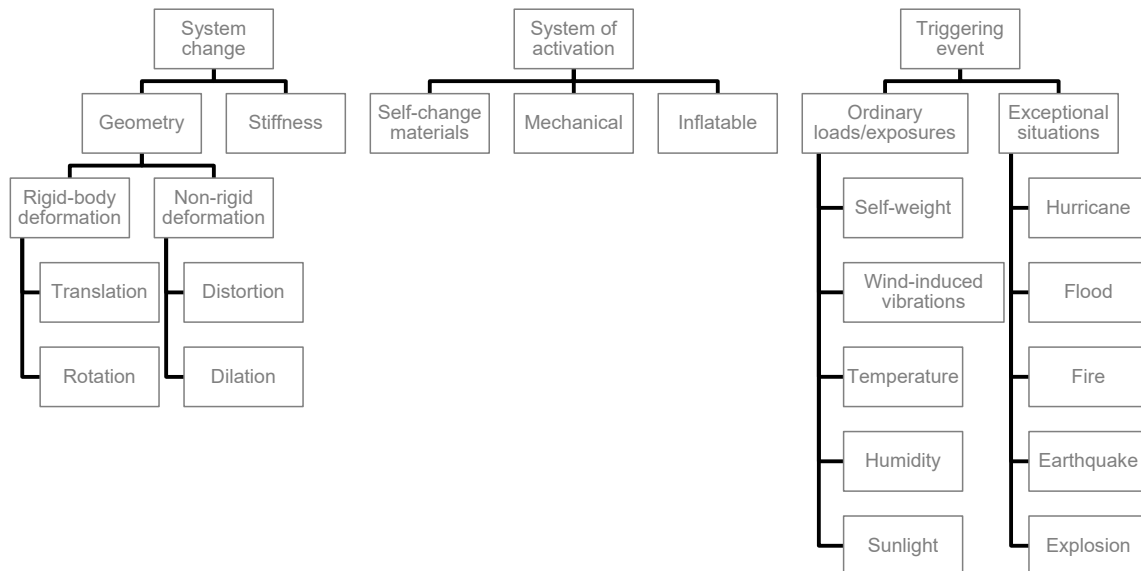 System
change
System of
activation
Triggering
event
Geometry
Stiffness
Self-change
materials
Mechanical
Inflatable
Ordinary
loads/exposures
Exceptional
situations
Rigid-body
deformation
Non-rigid
deformation
Self-weight
Hurricane
Translation
Distortion
Wind-induced
vibrations
Flood
Rotation
Dilation
Temperature
Fire
Humidity
Earthquake
Sunlight
Explosion